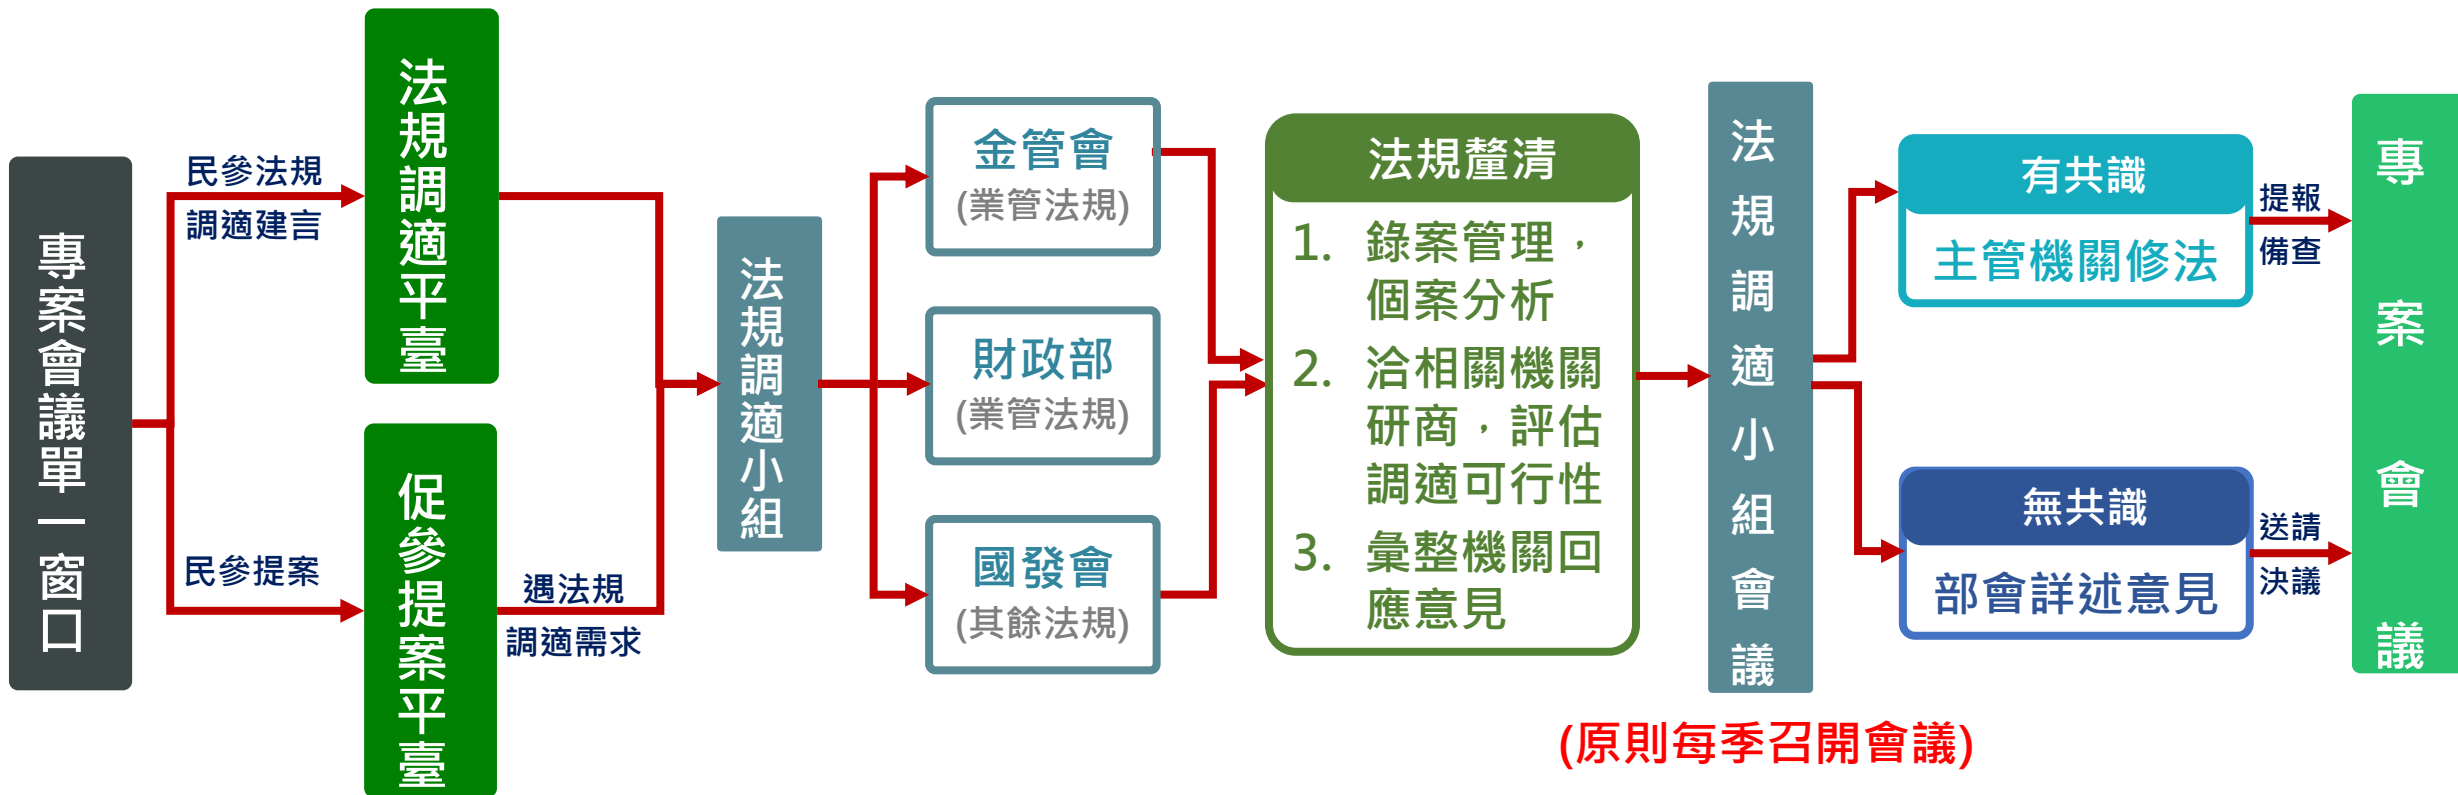 專案會議單一窗口
民參法規
調適建言
民參提案
法規調適平臺
促參提案平臺
遇法規
調適需求
法規調適小組
金管會
(業管法規)
財政部
(業管法規)
國發會
(其餘法規)
法規釐清
1. 錄案管理，
個案分析
2. 洽相關機關
研商，評估
調適可行性
3. 彙整機關回
應意見
法規調適小組會議
(原則每季召開會議)
有共識
主管機關修法
無共識
部會詳述意見
提報
備查
送請
決議
專案會議